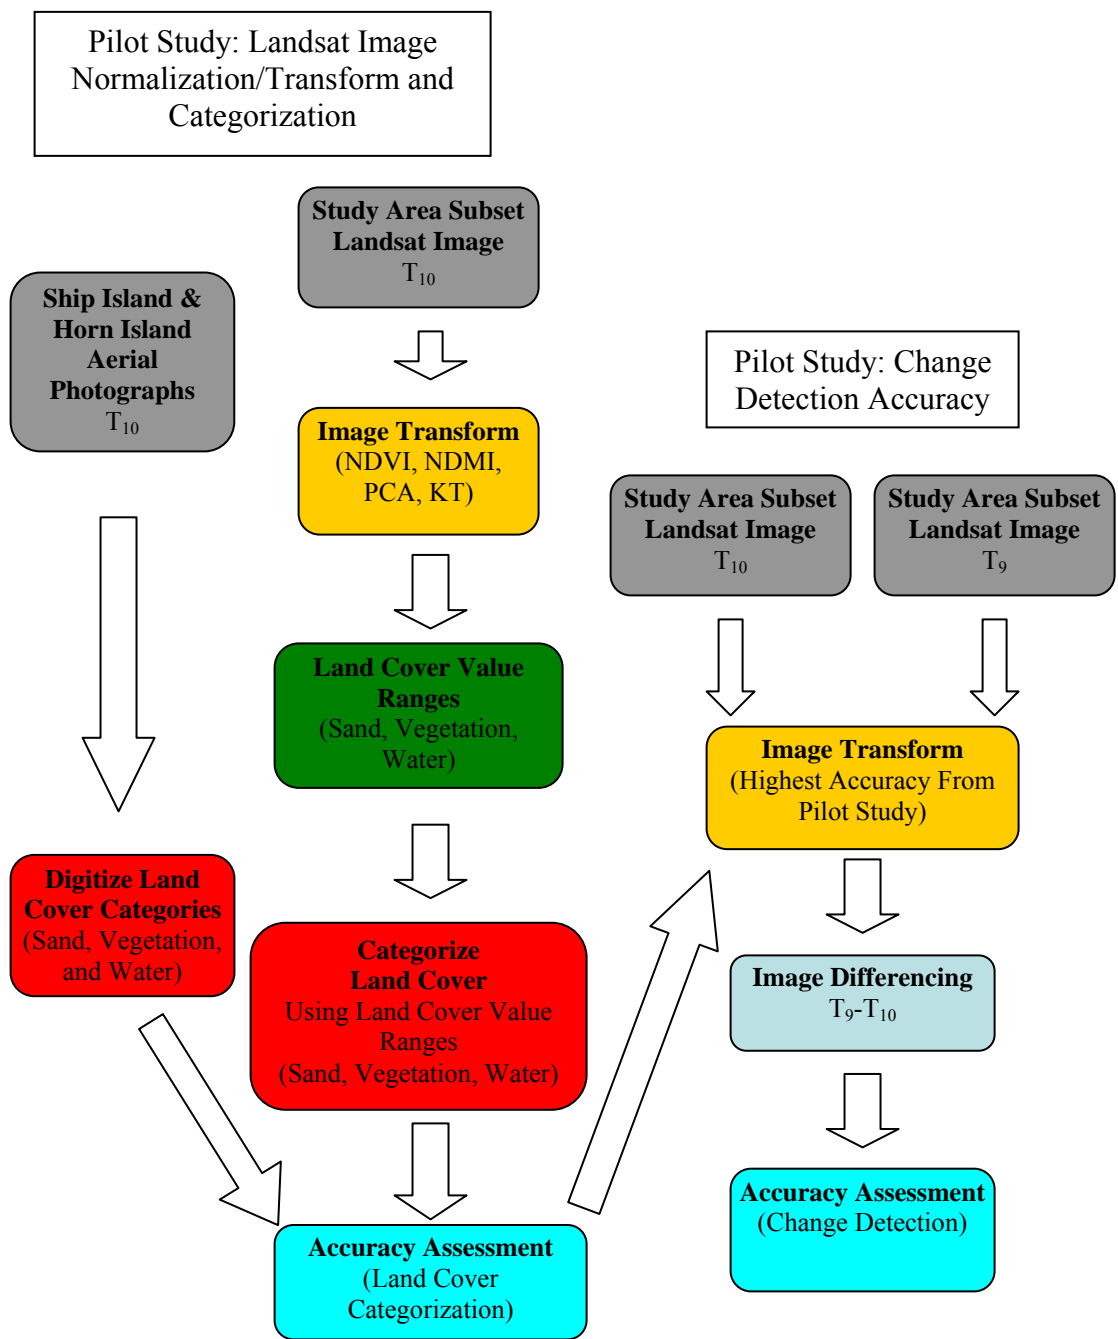 Pilot Study: Landsat Image
Normalization/Transform and
Categorization
Study Area Subset
Landsat Image
T10
Ship Island &
Horn Island
Aerial
Photographs
T10
Image Transform
(NDVI, NDMI,
PCA, KT)
Land Cover Value
Ranges
(Sand, Vegetation,
Water)
Digitize Land
Cover Categories
(Sand, Vegetation,
and Water)
Categorize
Land Cover
Using Land Cover Value
Ranges
(Sand, Vegetation, Water)
Accuracy Assessment
(Land Cover
Categorization)
Pilot Study: Change
Detection Accuracy
Study Area Subset
Landsat Image
T10
Study Area Subset
Landsat Image
T9
Image Transform
(Highest Accuracy From
Pilot Study)
Image Differencing
T9-T10
Accuracy Assessment
(Change Detection)